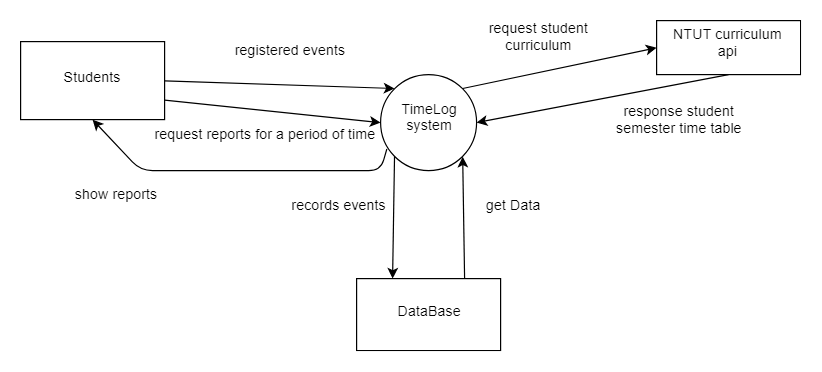 request student
curriculum
NTUT curriculum
api
registered events
Students
TimeLog
system
response student
semester time table
request reports for a period of time
show reports
records events
get Data
DataBase